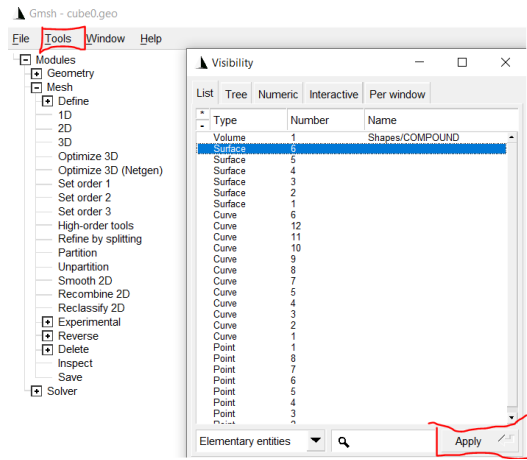 Gmsh - cube0.geo
File Tools Window Help
Modules
Geometry
Mesh
Define
1D
2D
3D
Optimize 3D
Optimize 3D (Netgen)
Set order 1
Set order 2
Set order 3
High-order tools
Refine by splitting
Partition
Unpartition
Smooth 2D
Recombine 2D
Reclassify 2D
Experimental
Reverse
Delete
Inspect
Save
Solver
Visibility
List Tree Numeric Interactive Per window
* - Type Number Name
Volume 1 Shapes/COMPOUND
Surface 6
Surface 5
Surface 4
Surface 3
Surface 2
Surface 1
Curve 6
Curve 12
Curve 11
Curve 10
Curve 9
Curve 8
Curve 7
Curve 5
Curve 4
Curve 3
Curve 2
Curve 1
Point 1
Point 8
Point 7
Point 6
Point 5
Point 4
Point 3
Point 2
Elementary entities Apply